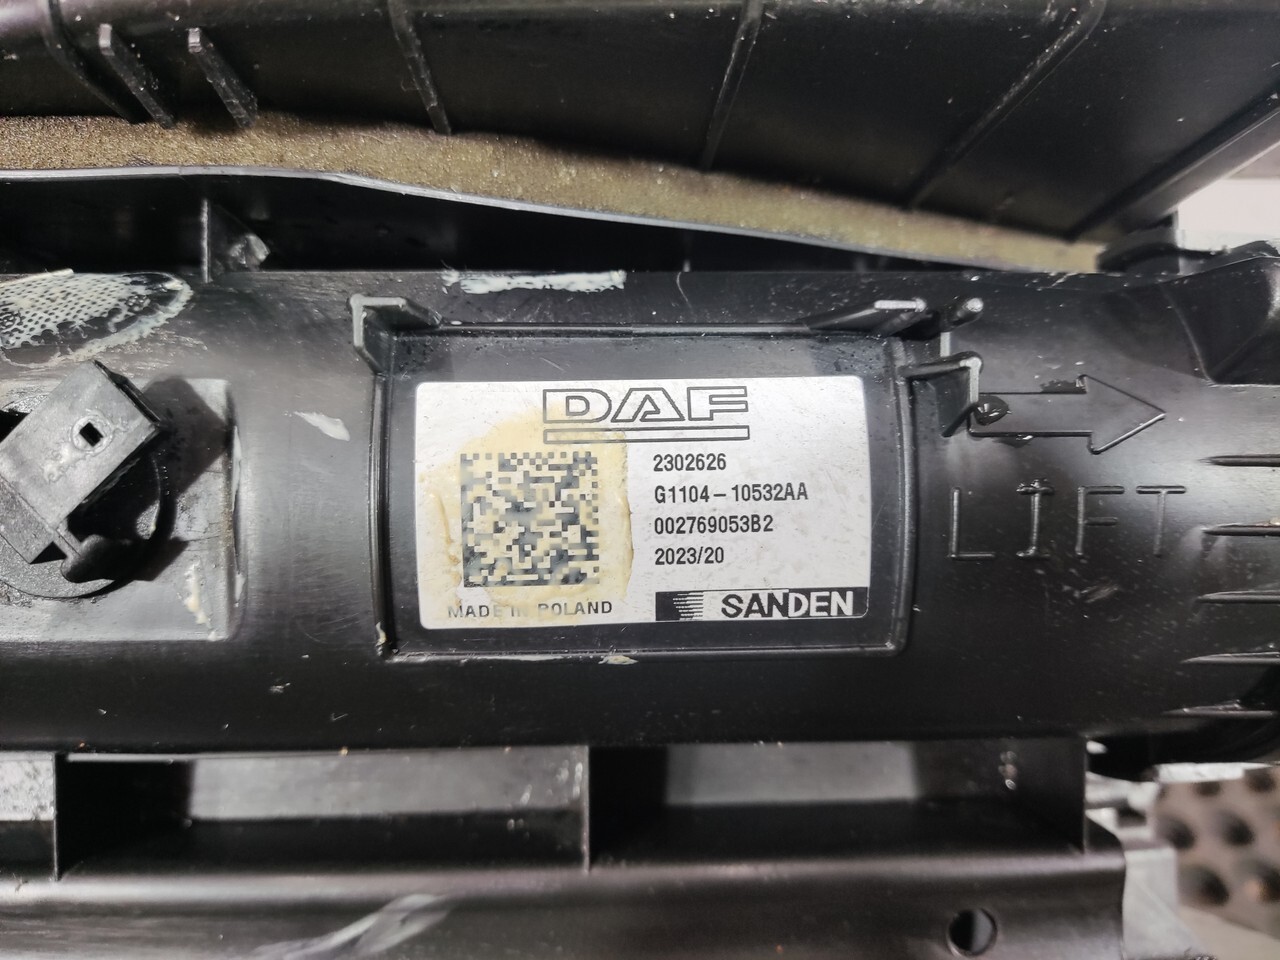 DAF
2302626
G1104-10532AA
002769053B2
2023/20
MADE IN POLAND
SANDEN
LIFT